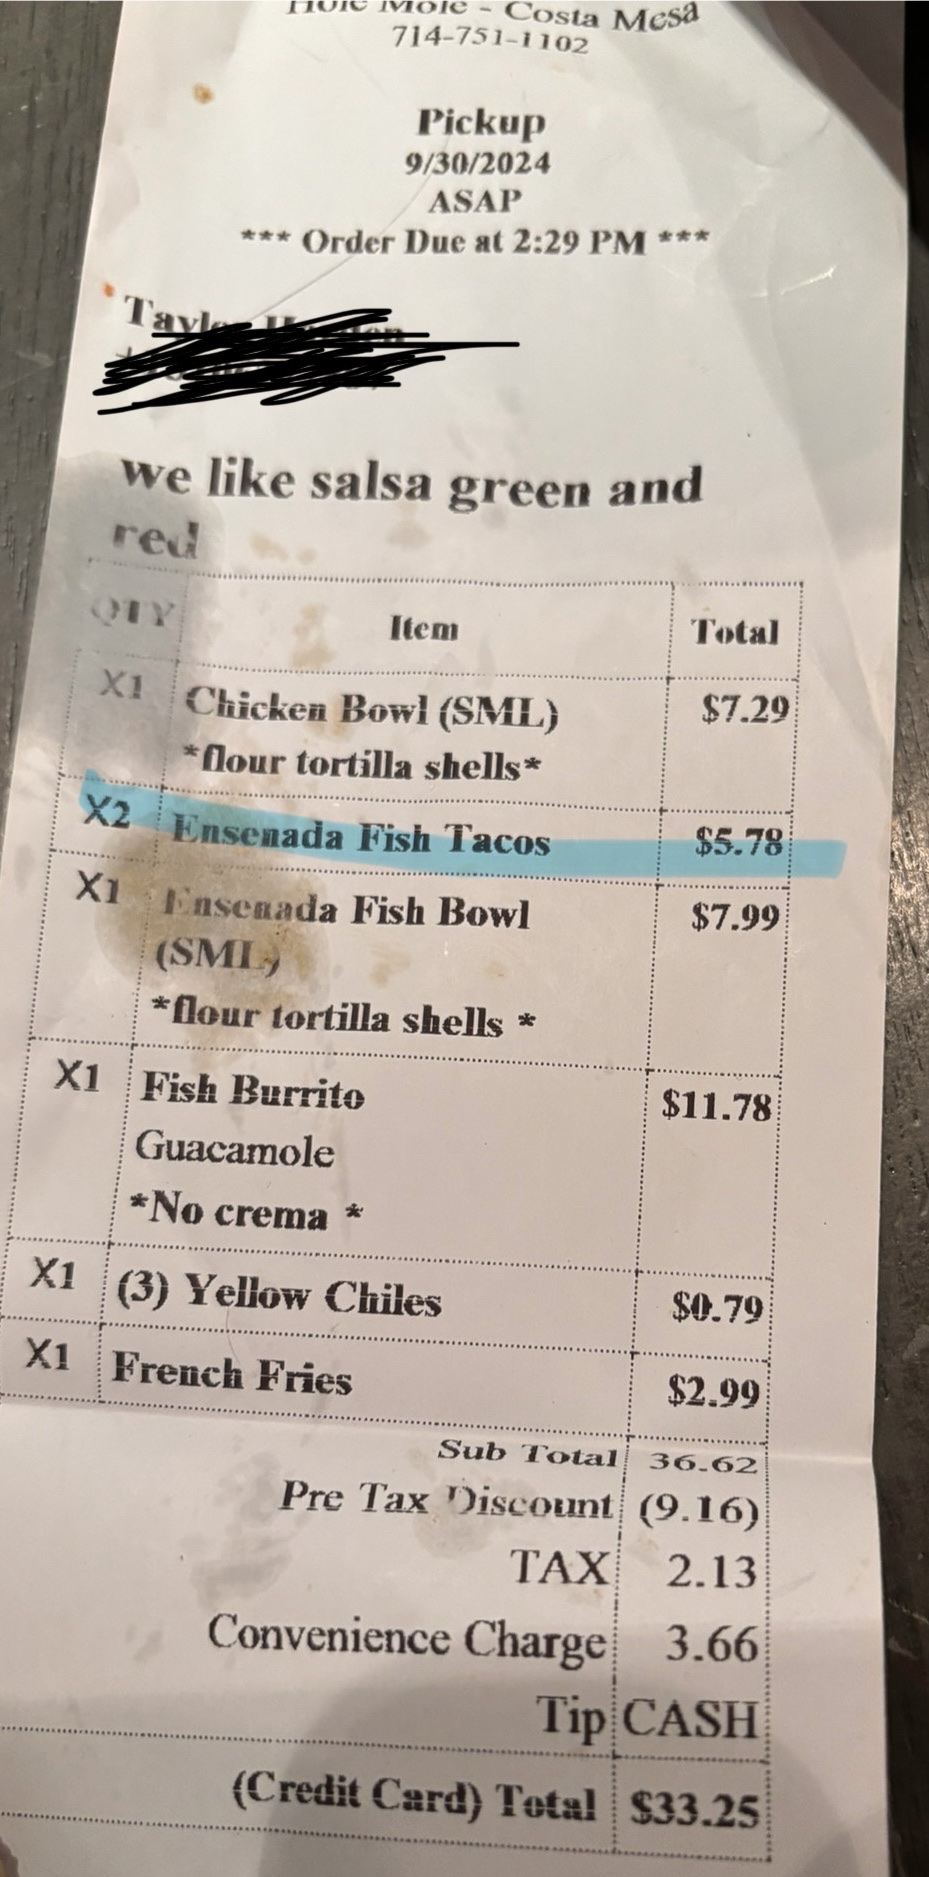 Mole - Costa Mesa
714-751-1102
Pickup
9/30/2024
ASAP
*** Order Due at 2:29 PM ***
we like salsa green and
red
QTY Item Total
X1 Chicken Bowl (SML) $7.29
*flour tortilla shells*
X2 Ensenada Fish Tacos $5.78
X1 Ensenada Fish Bowl $7.99
(SML)
*flour tortilla shells *
X1 Fish Burrito $11.78
Guacamole
*No crema *
X1 (3) Yellow Chiles $0.79
X1 French Fries $2.99
Sub Total 36.62
Pre Tax Discount (9.16)
TAX 2.13
Convenience Charge 3.66
Tip CASH
(Credit Card) Total $33.25